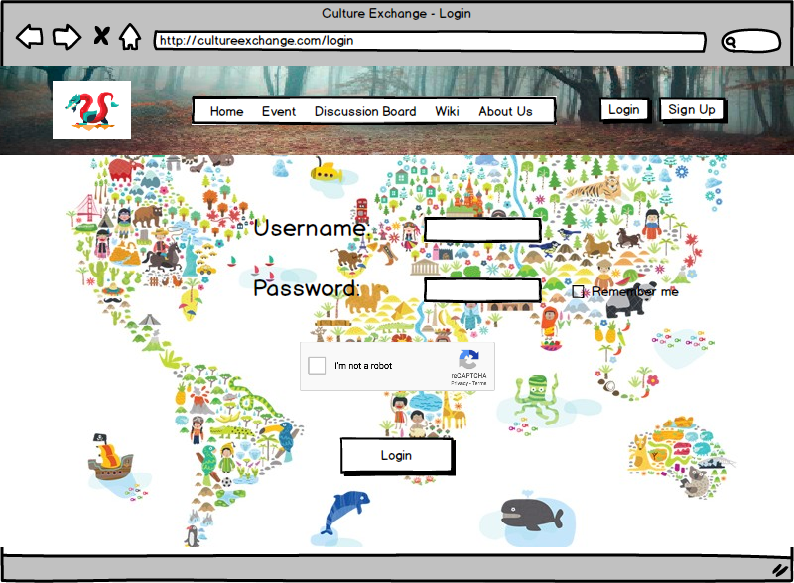 Culture Exchange - Login
http://cultureexchange.com/login
Home Event Discussion Board Wiki About Us
Login Sign Up
Username:
Password:
Remember me
I'm not a robot
reCAPTCHA
Privacy - Terms
Login